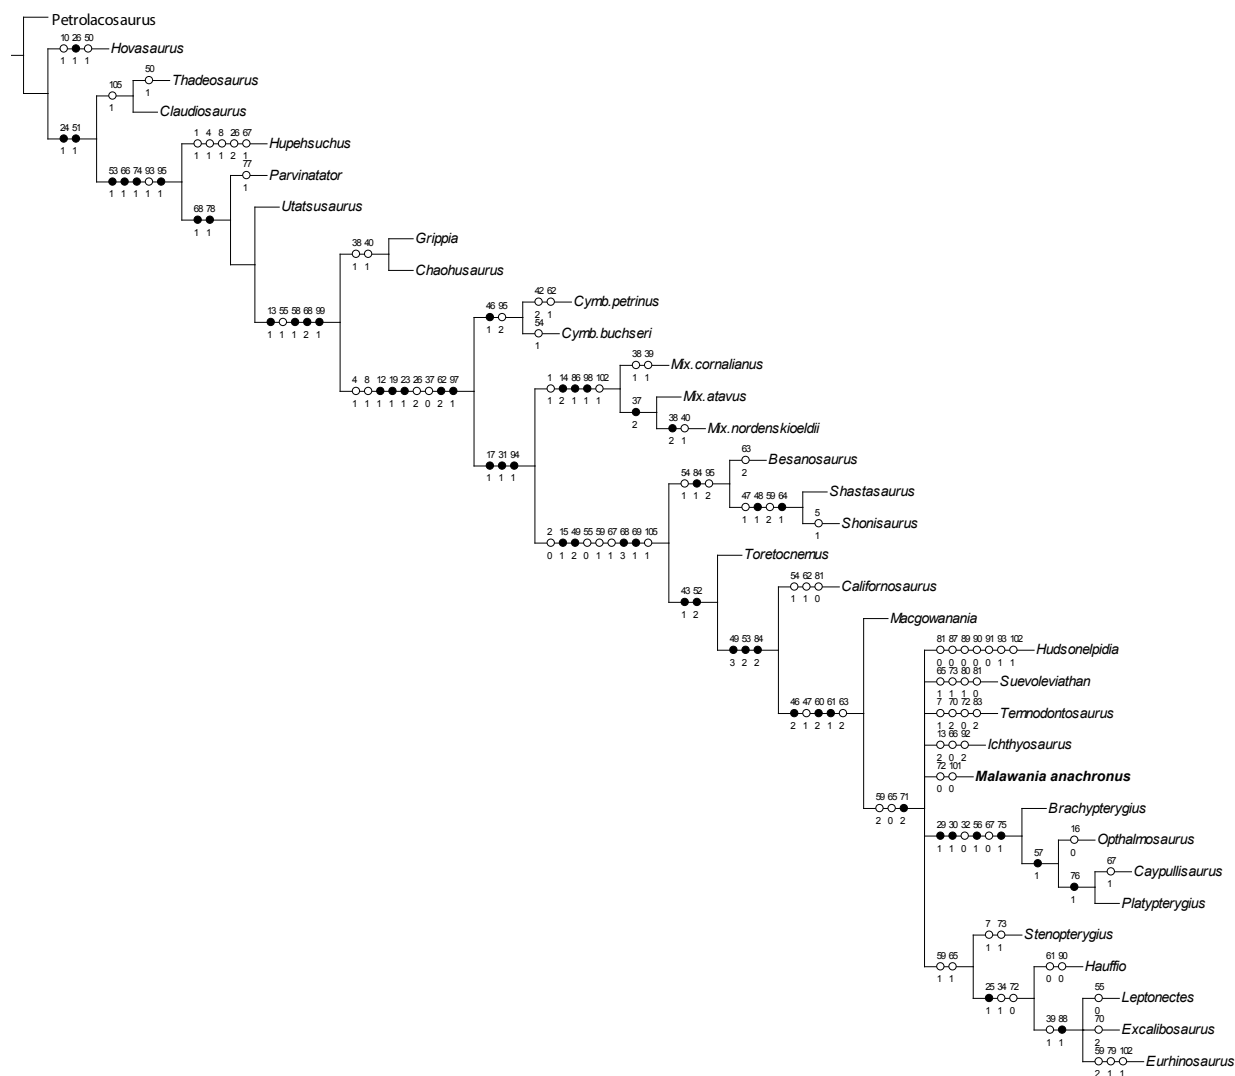 Petrolacosaurus
10 26 50
Hovasaurus
1 1 1
50
Thadeosaurus
1
105
1
Claudiosaurus
24 51
1 1
1 4 8 26 67
Hupehsuchus
1 1 1 2 1
53 66 74 93 95
1 1 1 1 1
77
Parvinatator
1
68 78
1 1
Utatsusaurus
Grippia
38 40
1 1
Chaohusaurus
13 55 58 68 99
1 1 1 2 1
42 62
Cymb.petrinus
2 1
46 95
1 2
54
Cymb.buchseri
1
4 8 12 19 23 26 37 62 97
1 1 1 1 1 2 0 2 1
38 39
Mix.cornalianus
1 1
1 14 86 98 102
1 2 1 1 1
37
2
Mix.atavus
38 40
Mix.nordenskioeldii
2 1
17 31 94
1 1 1
63
Besanosaurus
2
54 84 95
1 1 2
47 48 59 64
1 1 2 1
Shastasaurus
5
Shonisaurus
1
2 15 49 55 59 67 68 69 105
0 1 2 0 1 1 3 1 1
Toretocnemus
43 52
1 2
54 62 81
Californosaurus
1 1 0
49 53 84
3 2 2
Macgowanania
46 47 60 61 63
2 1 2 1 2
81 87 89 90 91 93 102
Hudsonelpidia
0 0 0 0 0 1 1
65 73 80 81
Suevoleviathan
1 1 1 0
7 70 72 83
Temnodontosaurus
1 2 0 2
13 66 92
Ichthyosaurus
2 0 2
72 101
Malawania anachronus
0 0
59 65 71
2 0 2
Brachypterygius
29 30 32 56 67 75
1 1 0 1 0 1
16
Opthalmosaurus
0
57
1
67
Caypullisaurus
1
76
1
Platypterygius
7 73
Stenopterygius
1 1
59 65
1 1
61 90
Hauffio
0 0
25 34 72
1 1 0
55
Leptonectes
0
39 88
1 1
70
Excalibosaurus
2
59 79 102
Eurhinosaurus
2 1 1